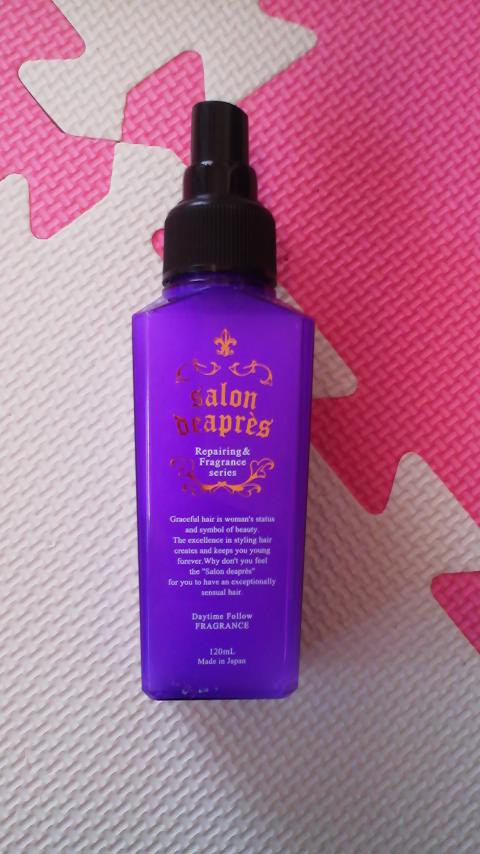 salon
deaprès
Repairing&
Fragrance
series
Graceful hair is woman's status
and symbol of beauty.
The excellence in styling hair
creates and keeps you young
forever.Why don't you feel
the "Salon deaprès"
for you to have an exceptionally
sensual hair.
Daytime Follow
FRAGRANCE
120mL
Made in Japan